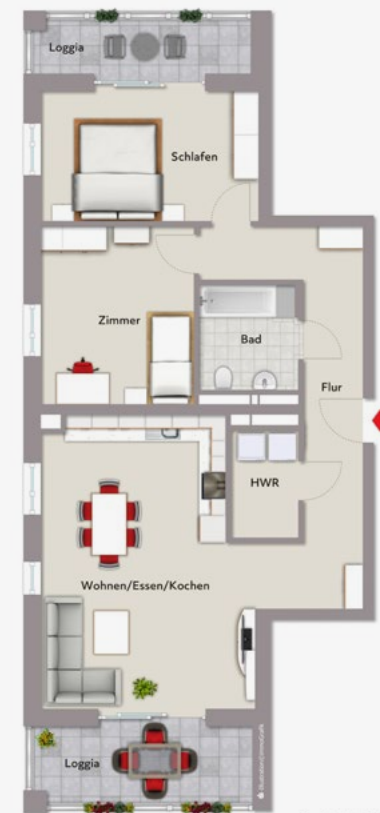 Loggia
Schlafen
Zimmer
Bad
Flur
HWR
Wohnen/Essen/Kochen
Loggia